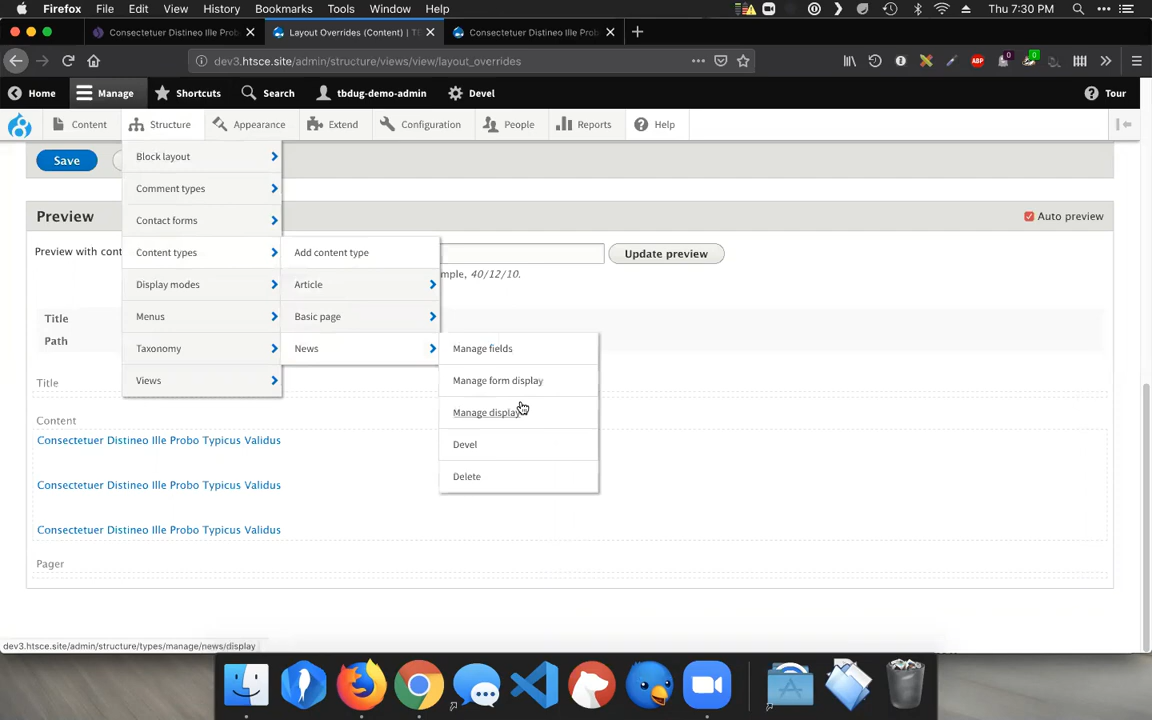 Firefox File Edit View History Bookmarks Tools Window Help Thu 7:30 PM
Consectetuer Distineo Ille Prob
Layout Overrides (Content) | T
Consectetuer Distineo Ille Prob
dev3.htsce.site/admin/structure/views/view/layout_overrides
ABP 0 0
Home Manage Shortcuts Search tbdug-demo-admin Devel Tour
Content Structure Appearance Extend Configuration People Reports Help
Save
Block layout
Comment types
Contact forms
Content types
Display modes
Menus
Taxonomy
Views
Add content type
Article
Basic page
News
Manage fields
Manage form display
Manage display
Devel
Delete
Preview
Auto preview
Preview with cont
Update preview
mple, 40/12/10.
Title
Path
Title
Content
Consectetuer Distineo Ille Probo Typicus Validus
Consectetuer Distineo Ille Probo Typicus Validus
Consectetuer Distineo Ille Probo Typicus Validus
Pager
dev3.htsce.site/admin/structure/types/manage/news/display